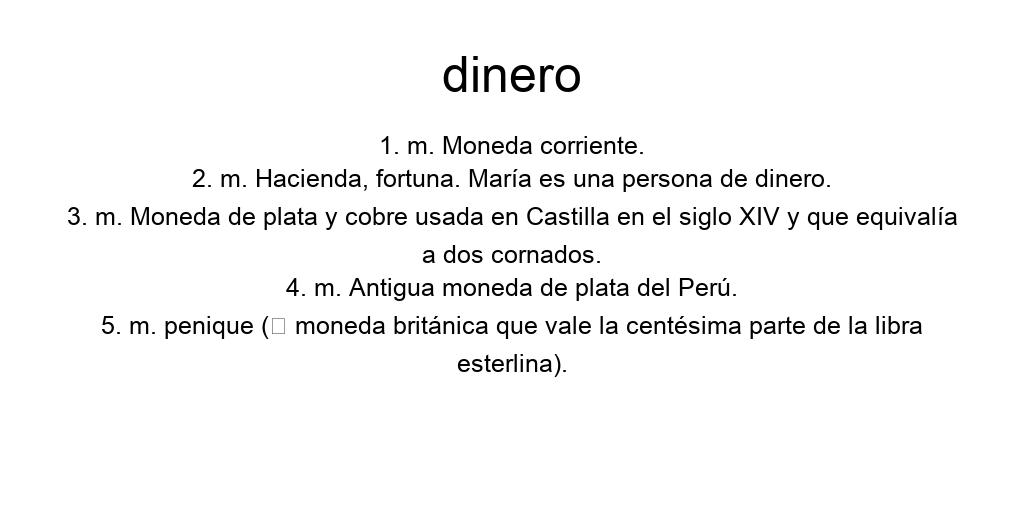 dinero
1. m. Moneda corriente.
2. m. Hacienda, fortuna. María es una persona de dinero.
3. m. Moneda de plata y cobre usada en Castilla en el siglo XIV y que equivalía
a dos cornados.
4. m. Antigua moneda de plata del Perú.
5. m. penique (□ moneda británica que vale la centésima parte de la libra
esterlina).